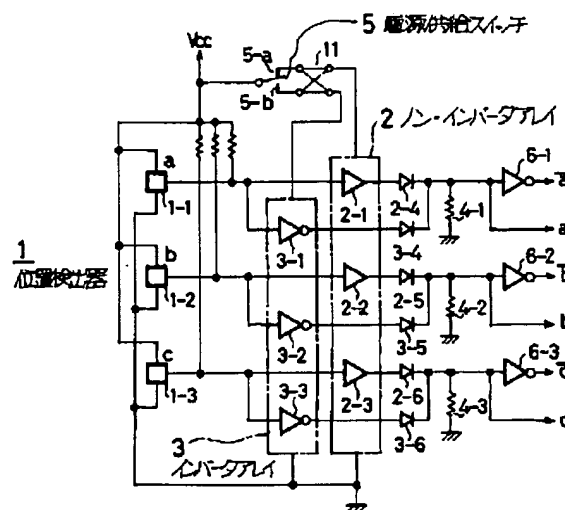 5 電源供給スイッチ
Vcc
5-a
11
5-b
2 ノン・インバータアレイ
6-1
a
a
2-1
2-4
4-1
1-1
a
3-1
3-4
1
位置検出器
b
6-2
b
1-2
2-2
2-5
4-2
b
3-2
3-5
c
6-3
c
1-3
3-3
2-3
2-6
4-3
c
3
3-6
インバータアレイ